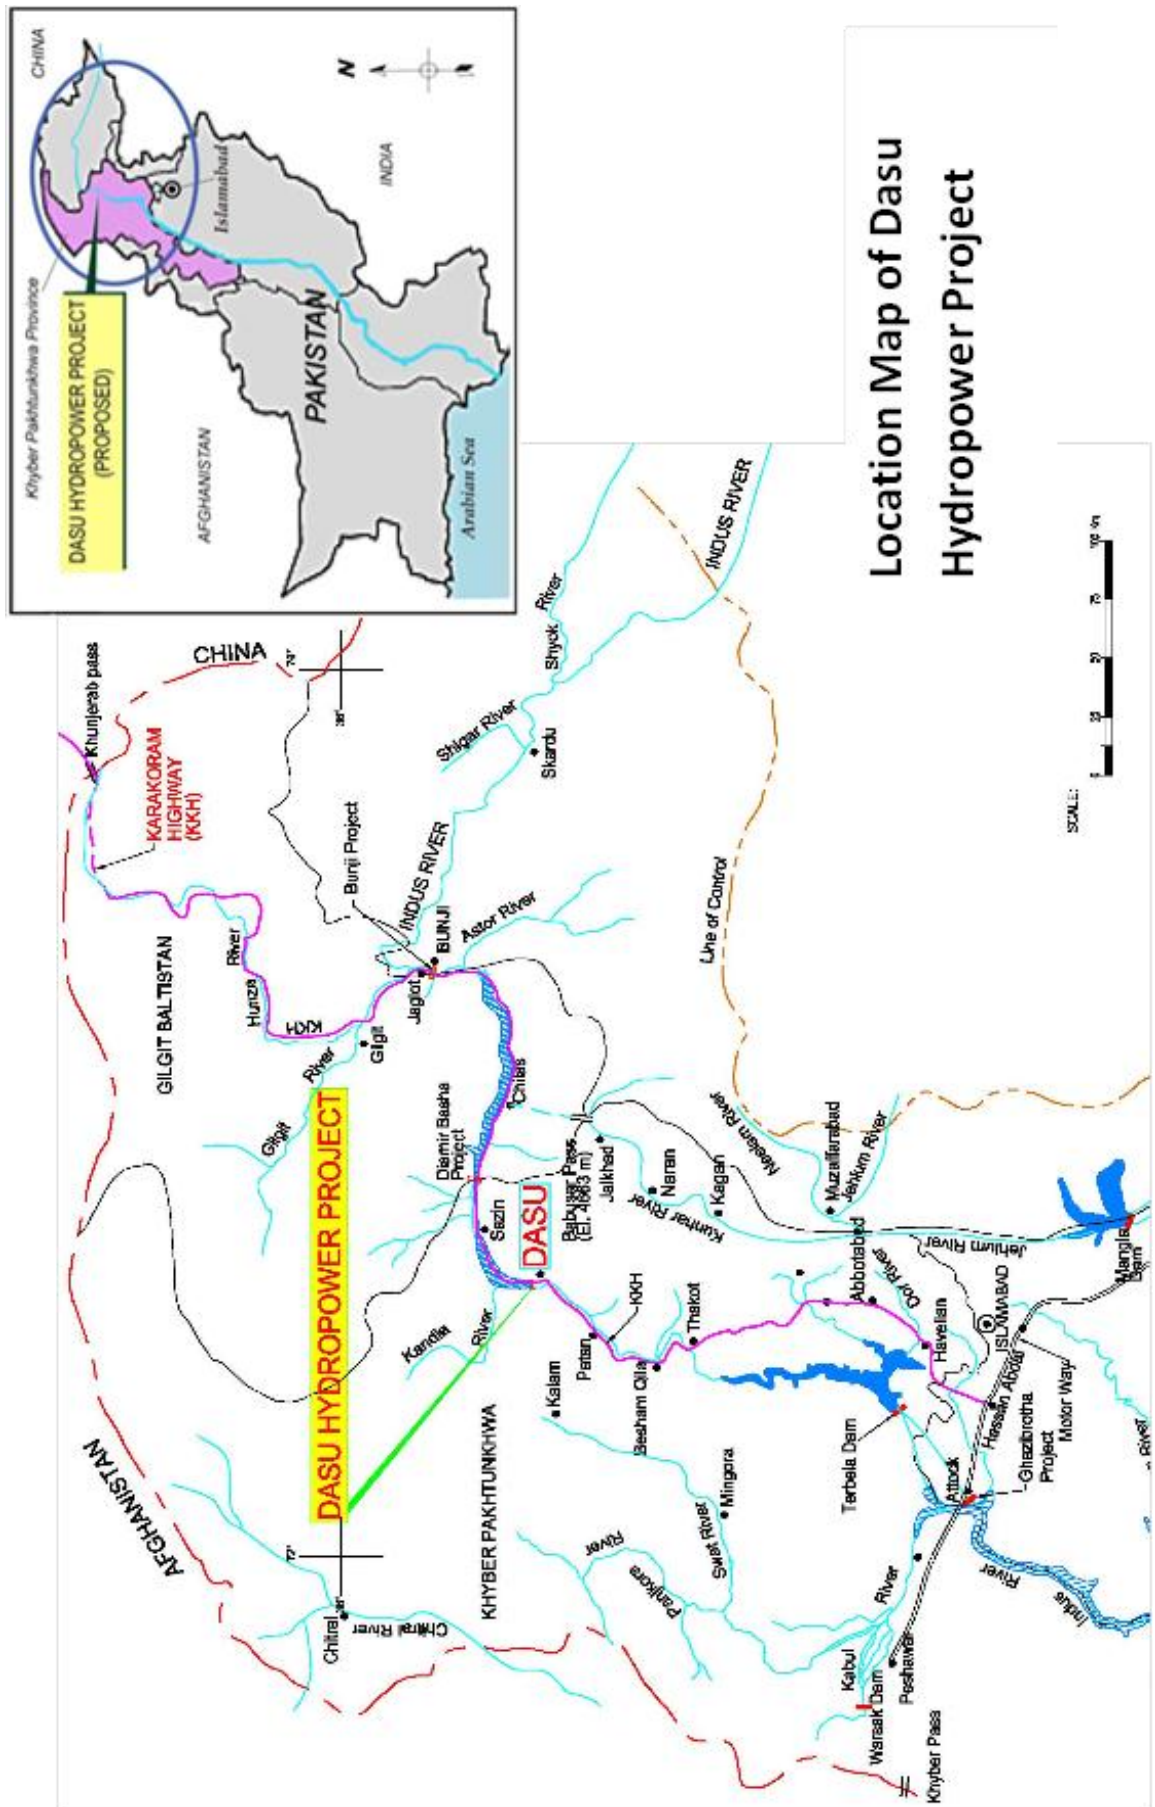 Location Map of Dasu
Hydropower Project
CHINA
Khyber Pakhtunkhwa Province
DASU HYDROPOWER PROJECT
(PROPOSED)
N
Islamabad
INDIA
AFGHANISTAN
PAKISTAN
Arabian Sea
Khunjerab pass
CHINA
KARAKORAM
HIGHWAY
(KKH)
GILGIT BALTISTAN
River
Hunza
KKH
Bunji Project
INDUS RIVER
BUNJI
Astor River
Jaglot
Gilgit
River
Gilgit
Shigar River
Skardu
Shyok
River
INDUS RIVER
Line of Control
DASU HYDROPOWER PROJECT
Diamir Basha
Project
Chilas
Sazin
DASU
Babusar Pass
Jalkhad
Naran
Kagan
Kunhar River
Neelam River
Muzaffarabad
Jehlum River
Jehlum River
Mangla
Dam
Kandia
River
Patan
KKH
Thakot
Besham Qila
Kalam
Abbotabad
Dor River
Havelian
ISLAMABAD
Hassan Abdal
Motor Way
Ghazibrotha
Project
Attock
Terbela Dam
AFGHANISTAN
72°
Chitral
Chitral River
KHYBER PAKHTUNKHWA
River
Panjkora
Swat River
Mingora
River
Kabul
Warsak Dam
Peshawar
Khyber Pass
River
Indus
River
SCALE: